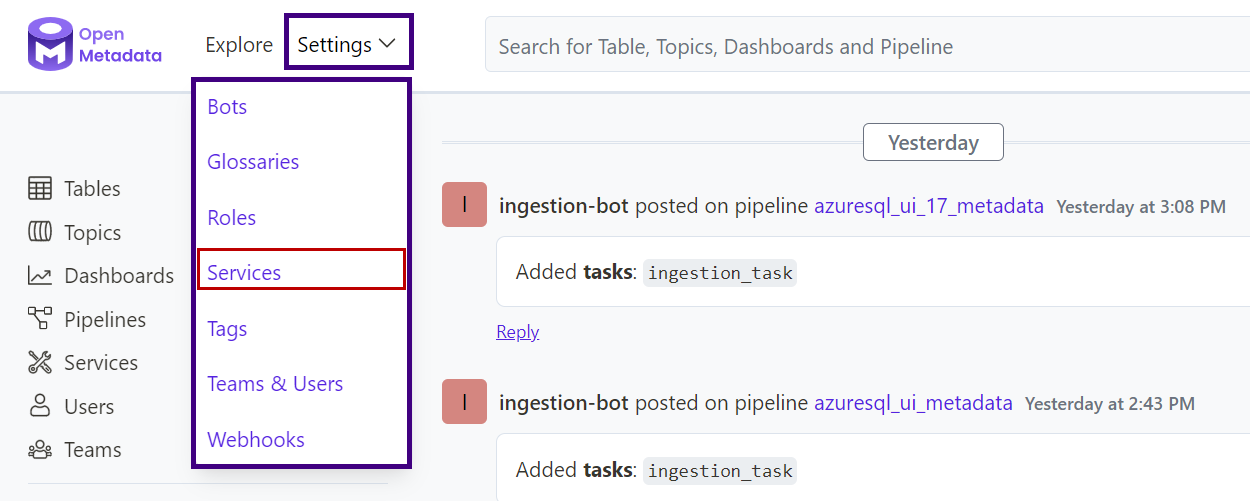 Open
Metadata
Explore
Settings
Search for Table, Topics, Dashboards and Pipeline
Bots
Glossaries
Roles
Services
Tags
Teams & Users
Webhooks
Tables
Topics
Dashboards
Pipelines
Services
Users
Teams
Yesterday
I
ingestion-bot posted on pipeline azuresql_ui_17_metadata Yesterday at 3:08 PM
Added tasks: ingestion_task
Reply
I
ingestion-bot posted on pipeline azuresql_ui_metadata Yesterday at 2:43 PM
Added tasks: ingestion_task